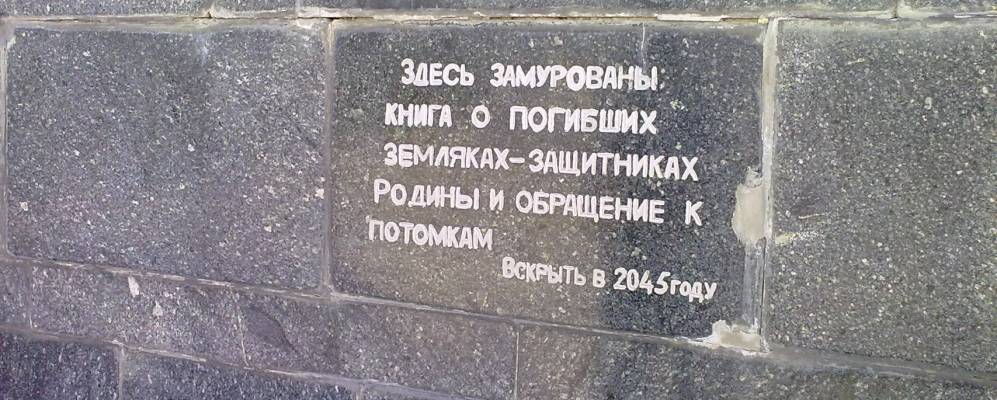 Здесь замурованы
книга о погибших
земляках-защитниках
Родины и обращение к
потомкам
Вскрыть в 2045 году